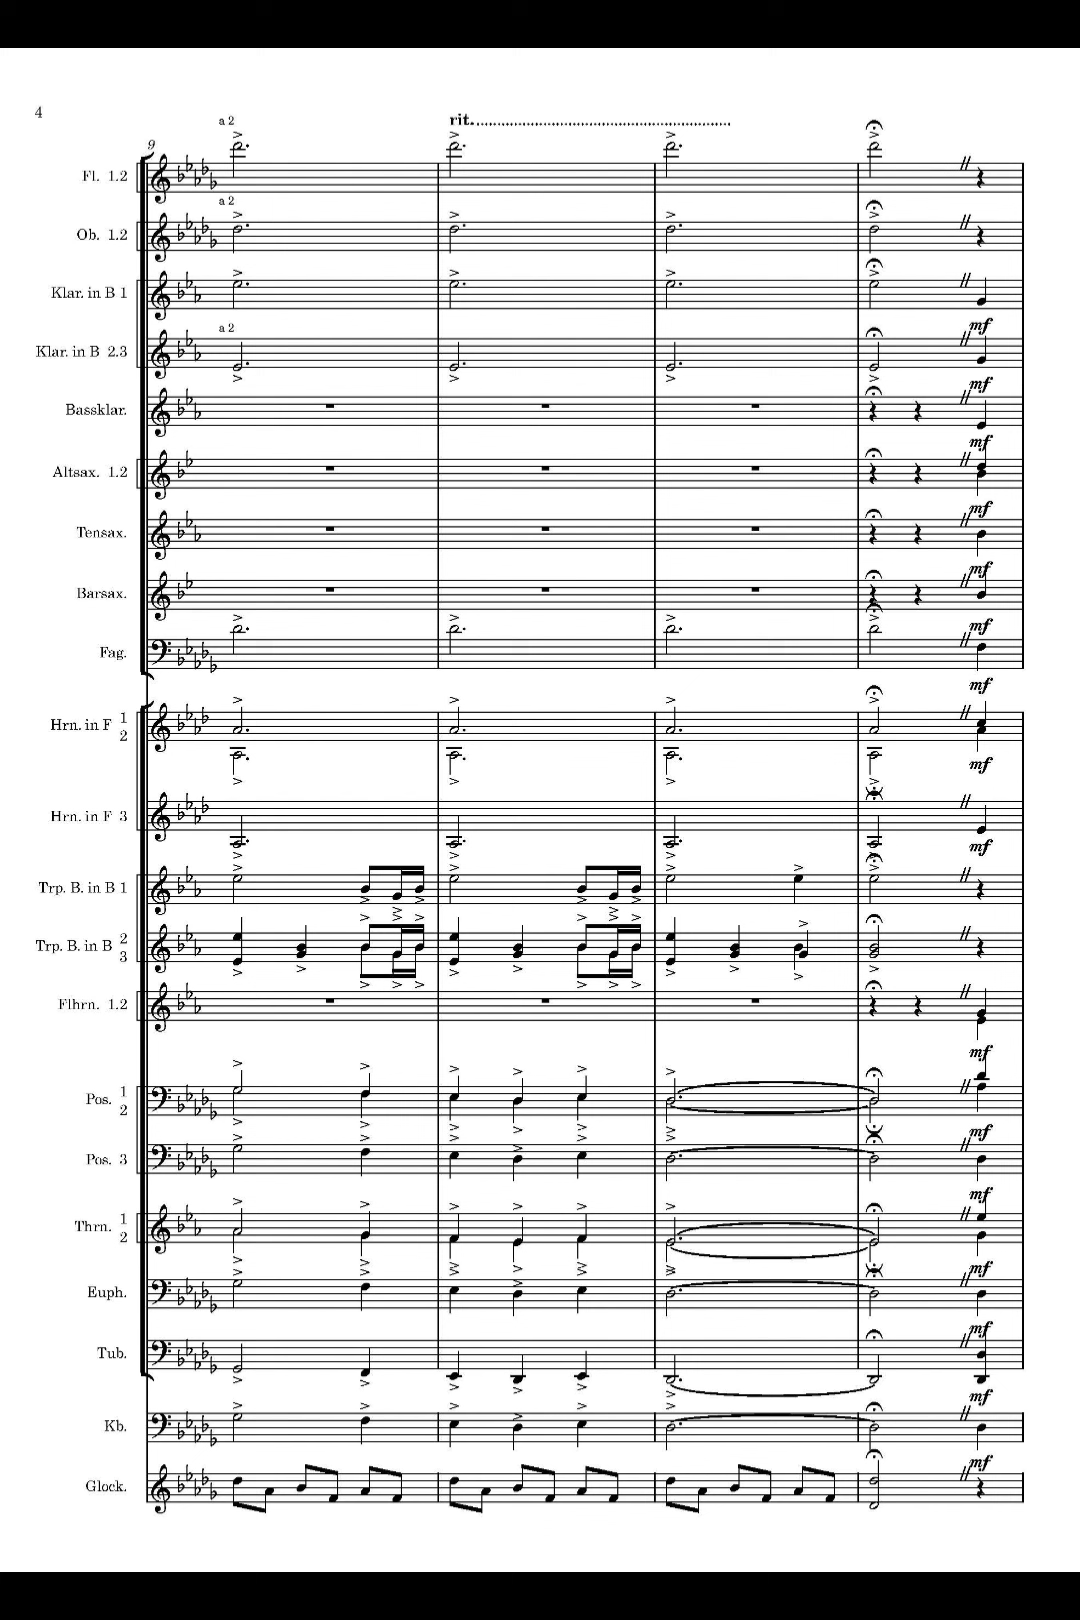 4
a 2
rit.
9
Fl. 1.2
a 2
Ob. 1.2
Klar. in B 1
mf
a 2
Klar. in B 2.3
mf
Bassklar.
mf
Altsax. 1.2
mf
Tensax.
mf
Barsax.
mf
Fag.
mf
Hrn. in F 1
2
mf
Hrn. in F 3
mf
Trp. B. in B 1
Trp. B. in B 2
3
Flhrn. 1.2
mf
Pos. 1
2
mf
Pos. 3
mf
Thrn. 1
2
mf
Euph.
mf
Tub.
mf
Kb.
mf
Glock.